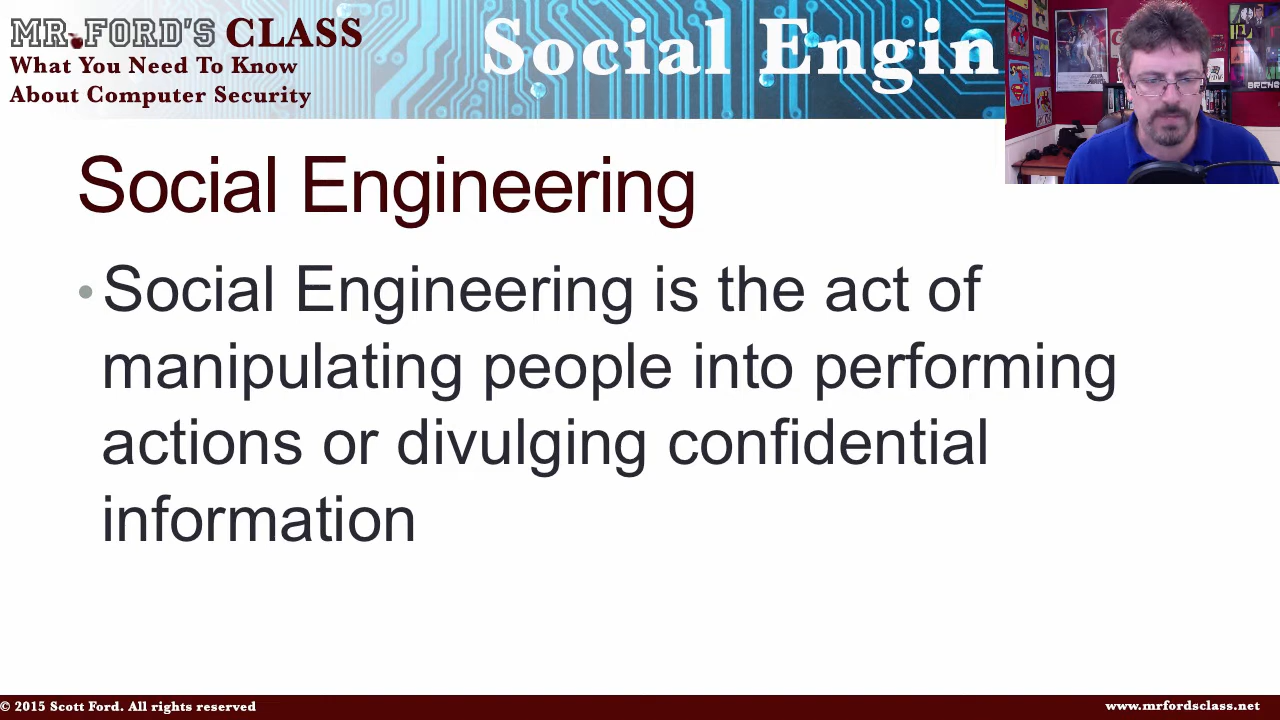 MR. FORD'S CLASS
What You Need To Know
About Computer Security
Social Engin
Social Engineering
• Social Engineering is the act of
manipulating people into performing
actions or divulging confidential
information
© 2015 Scott Ford. All rights reserved
www.mrfordsclass.net